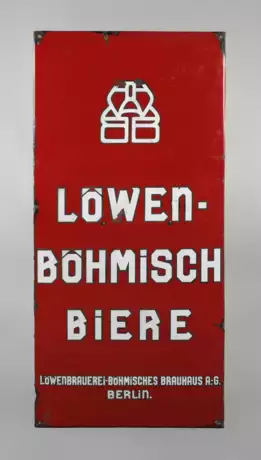 LÖWEN-
BÖHMiSCH
BiERE
LÖWENBRAUEREI-BÖHMISCHES BRAUHAUS A:-G.
BERLIN.